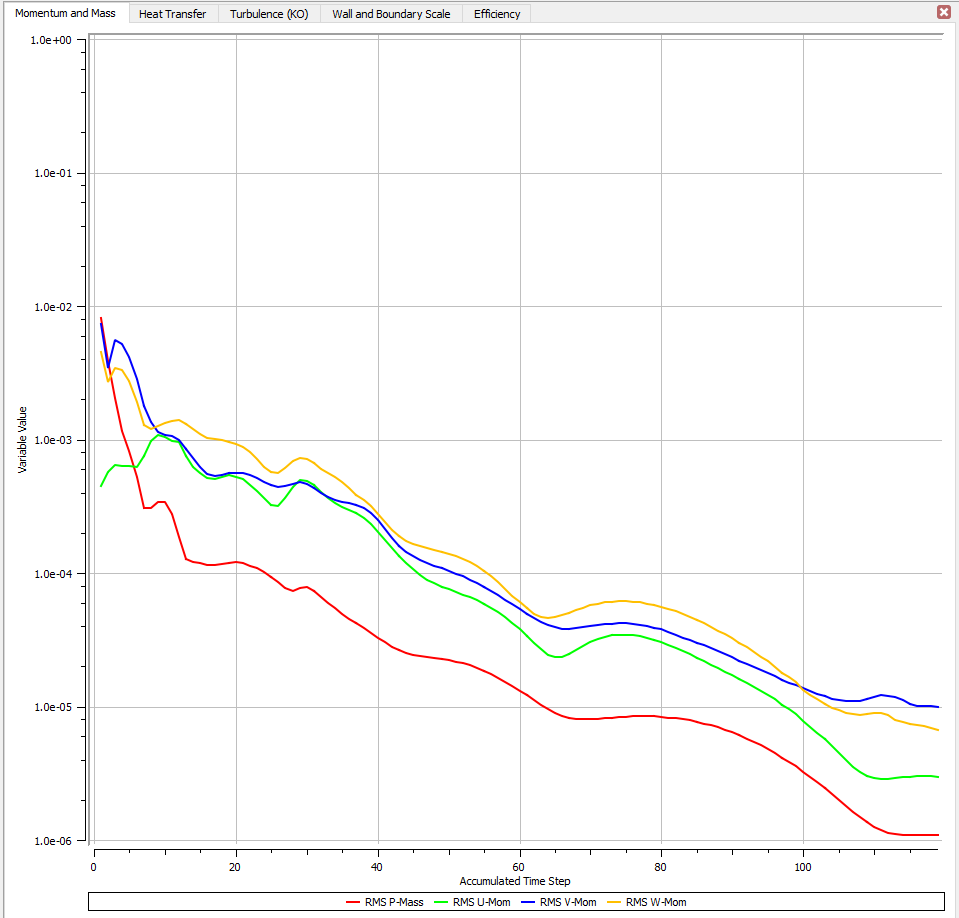 Momentum and Mass Heat Transfer Turbulence (KO) Wall and Boundary Scale Efficiency
1.0e+00
1.0e-01
1.0e-02
1.0e-03
1.0e-04
1.0e-05
1.0e-06
Variable Value
0 20 40 60 80 100
Accumulated Time Step
RMS P-Mass RMS U-Mom RMS V-Mom RMS W-Mom